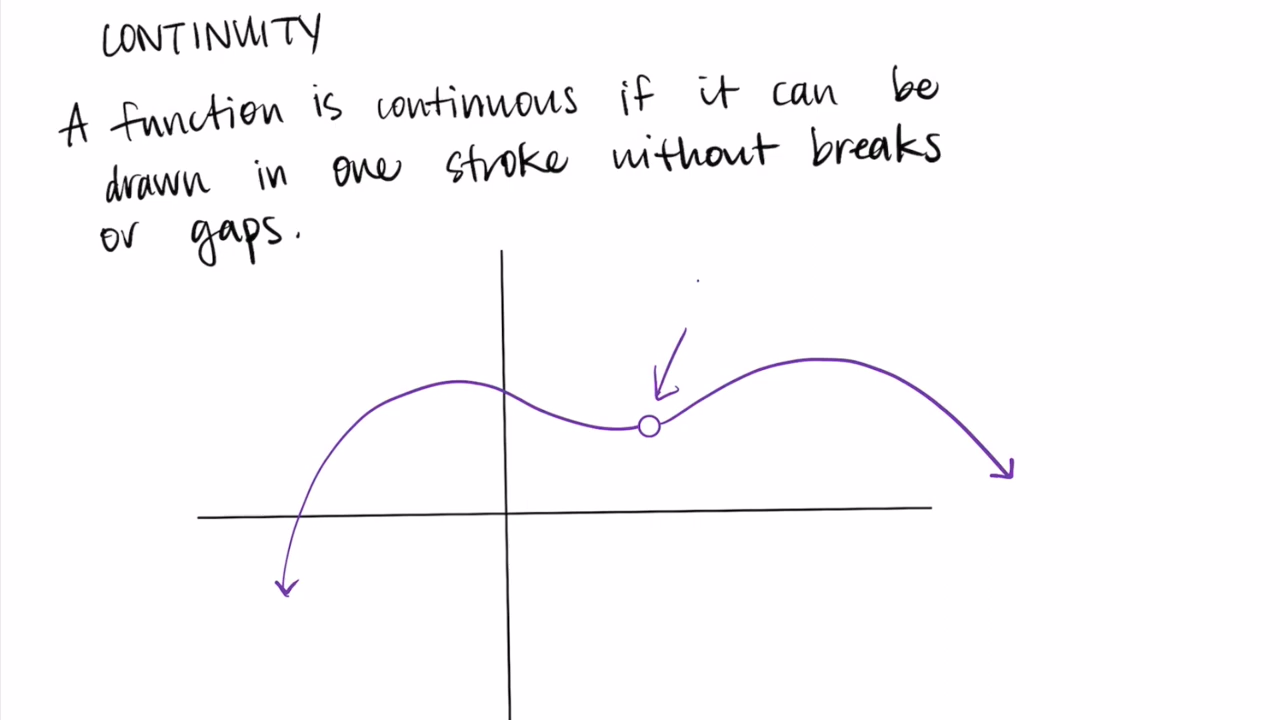 CONTINUITY
A function is continuous if it can be
drawn in one stroke without breaks
or gaps.